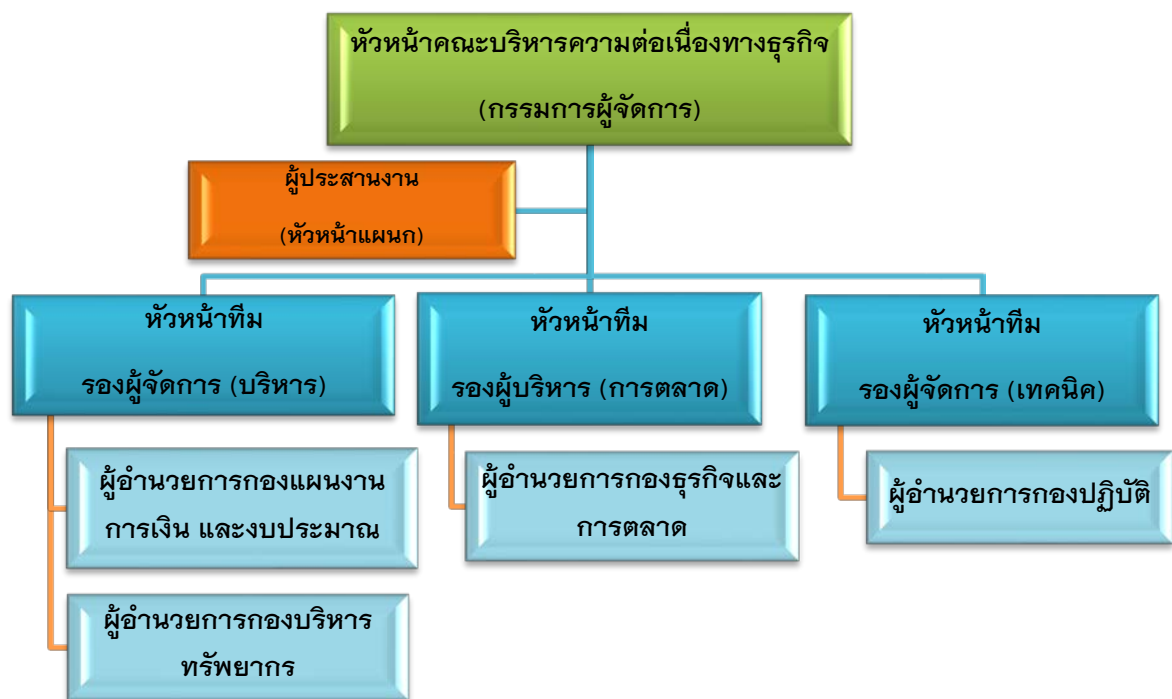 หัวหน้าคณะบริหารความต่อเนื่องทางธุรกิจ
(กรรมการผู้จัดการ)
ผู้ประสานงาน
(หัวหน้าแผนก)
หัวหน้าทีม
รองผู้จัดการ (บริหาร)
หัวหน้าทีม
รองผู้บริหาร (การตลาด)
หัวหน้าทีม
รองผู้จัดการ (เทคนิค)
ผู้อำนวยการกองแผนงาน
การเงิน และงบประมาณ
ผู้อำนวยการกองธุรกิจและ
การตลาด
ผู้อำนวยการกองปฏิบัติ
ผู้อำนวยการกองบริหาร
ทรัพยากร